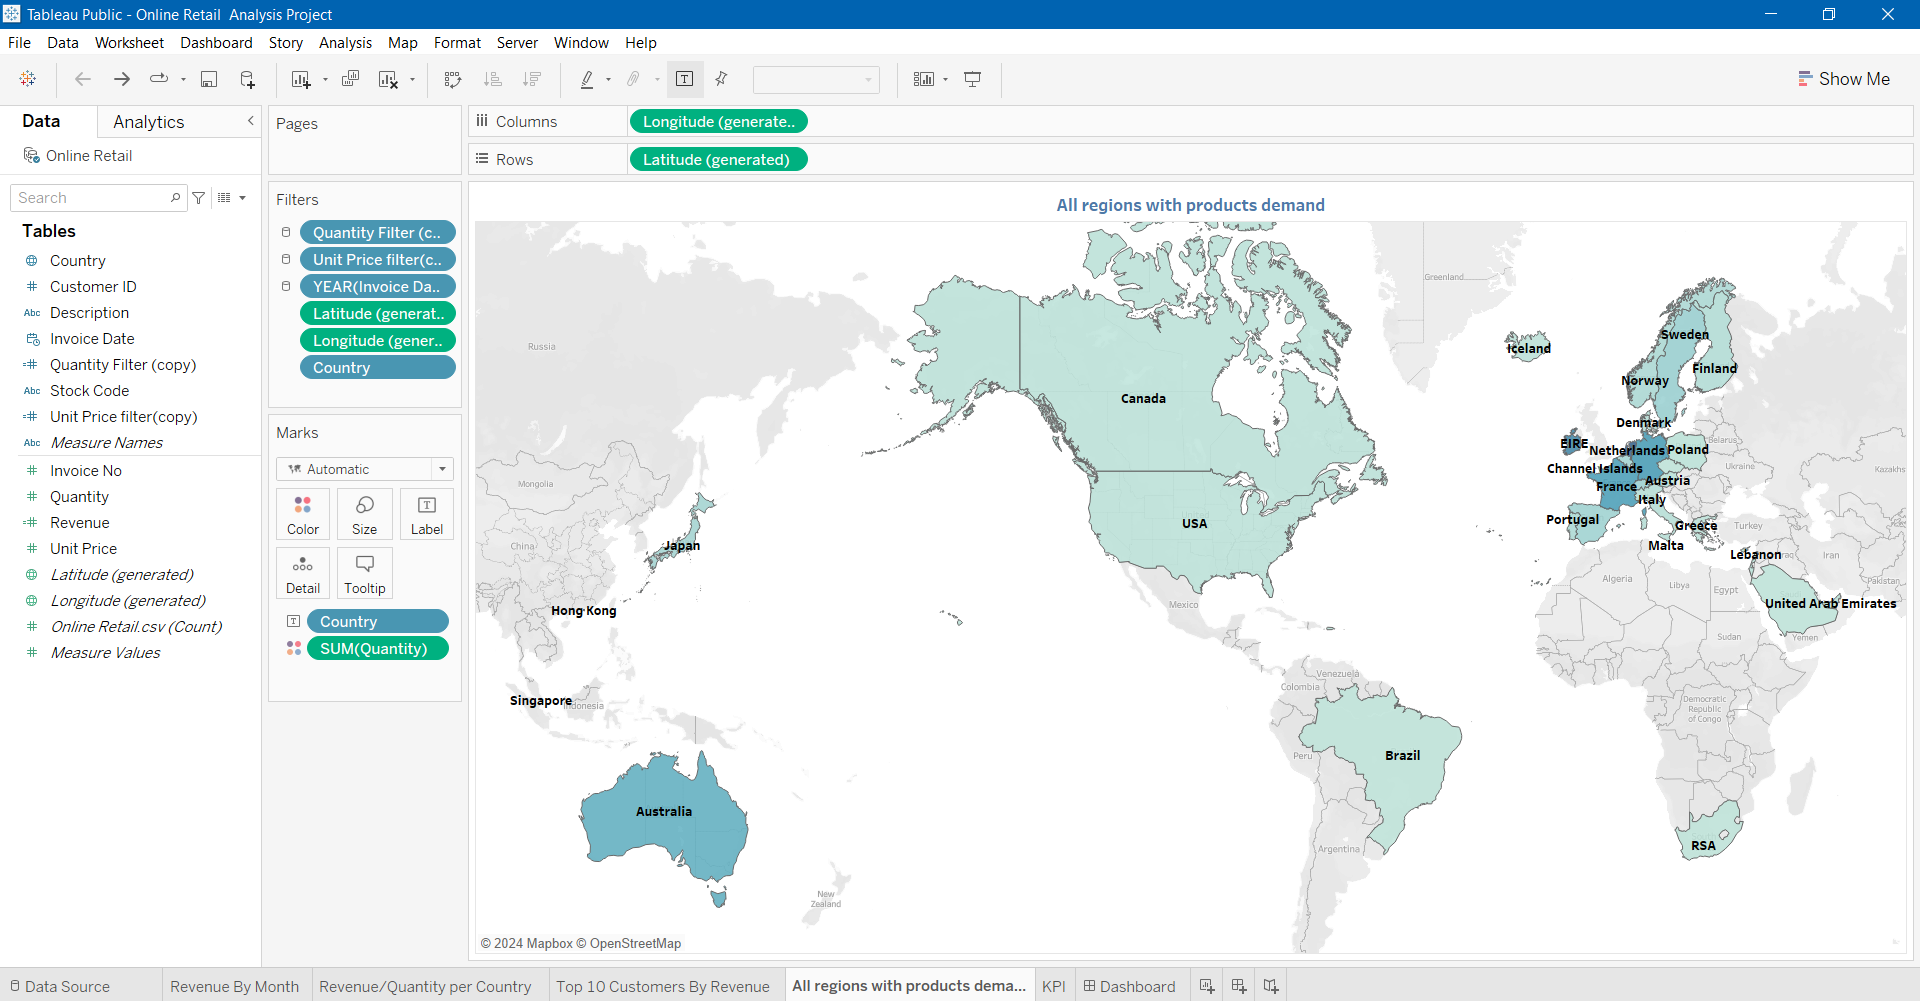 Tableau Public - Online Retail  Analysis Project
File Data Worksheet Dashboard Story Analysis Map Format Server Window Help
Show Me
Data
Analytics
Online Retail
Search
Tables
Country
Customer ID
Abc Description
Invoice Date
Quantity Filter (copy)
Abc Stock Code
Unit Price filter(copy)
Abc Measure Names
Invoice No
Quantity
Revenue
Unit Price
Latitude (generated)
Longitude (generated)
Online Retail.csv (Count)
Measure Values
Pages
Filters
Quantity Filter (c..
Unit Price filter(c..
YEAR(Invoice Da..
Latitude (generat..
Longitude (gener..
Country
Marks
Automatic
Color
Size
Label
Detail
Tooltip
Country
SUM(Quantity)
Columns
Longitude (generate..
Rows
Latitude (generated)
All regions with products demand
Greenland
Russia
Sweden
Iceland
Finland
Norway
Canada
Denmark
EIRE
Belarus
Netherlands
Poland
Ukraine
Channel Islands
Kazakhs
Mongolia
Austria
France
Italy
Portugal
USA
Greece
Turkey
Japan
China
Malta
Lebanon
Iraq
Iran
Algeria
Libya
Egypt
Pakistan
Mexico
United Arab Emirates
Hong Kong
Sudan
Yemen
Venezuela
Colombia
Singapore
Indonesia
Democratic
Republic
of Congo
Peru
Brazil
Australia
RSA
Argentina
New
Zealand
© 2024 Mapbox © OpenStreetMap
Data Source
Revenue By Month
Revenue/Quantity per Country
Top 10 Customers By Revenue
All regions with products dema...
KPI
Dashboard